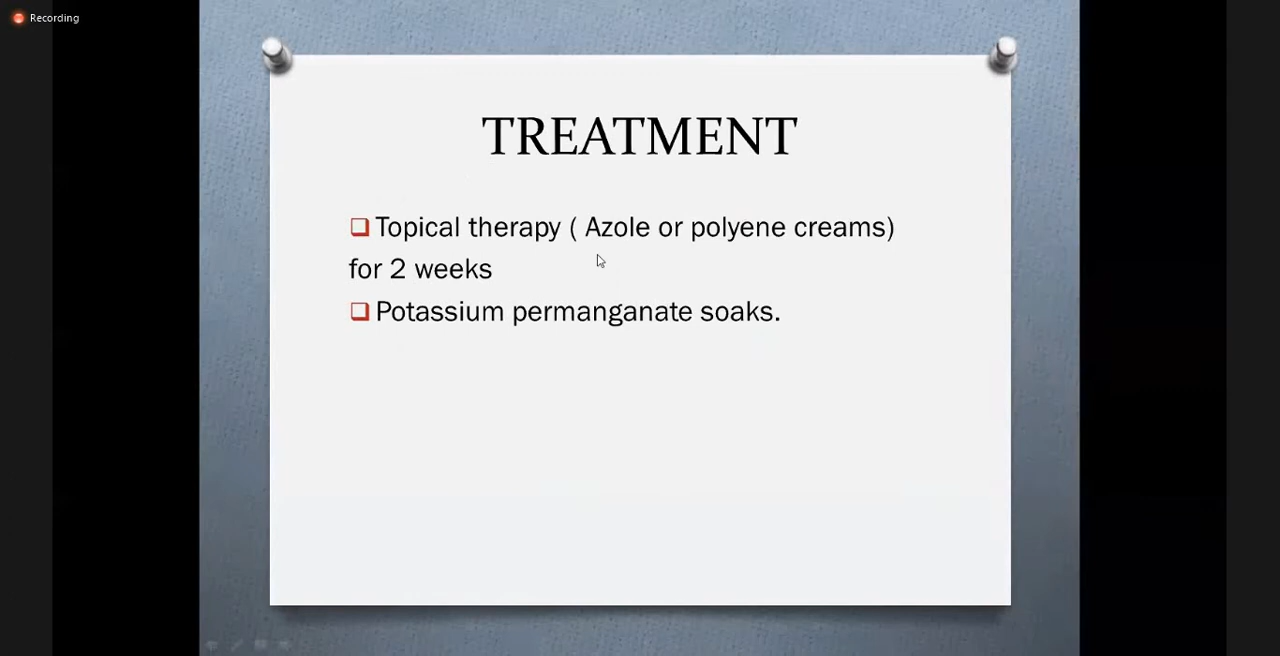 Recording
TREATMENT
Topical therapy ( Azole or polyene creams)
for 2 weeks
Potassium permanganate soaks.